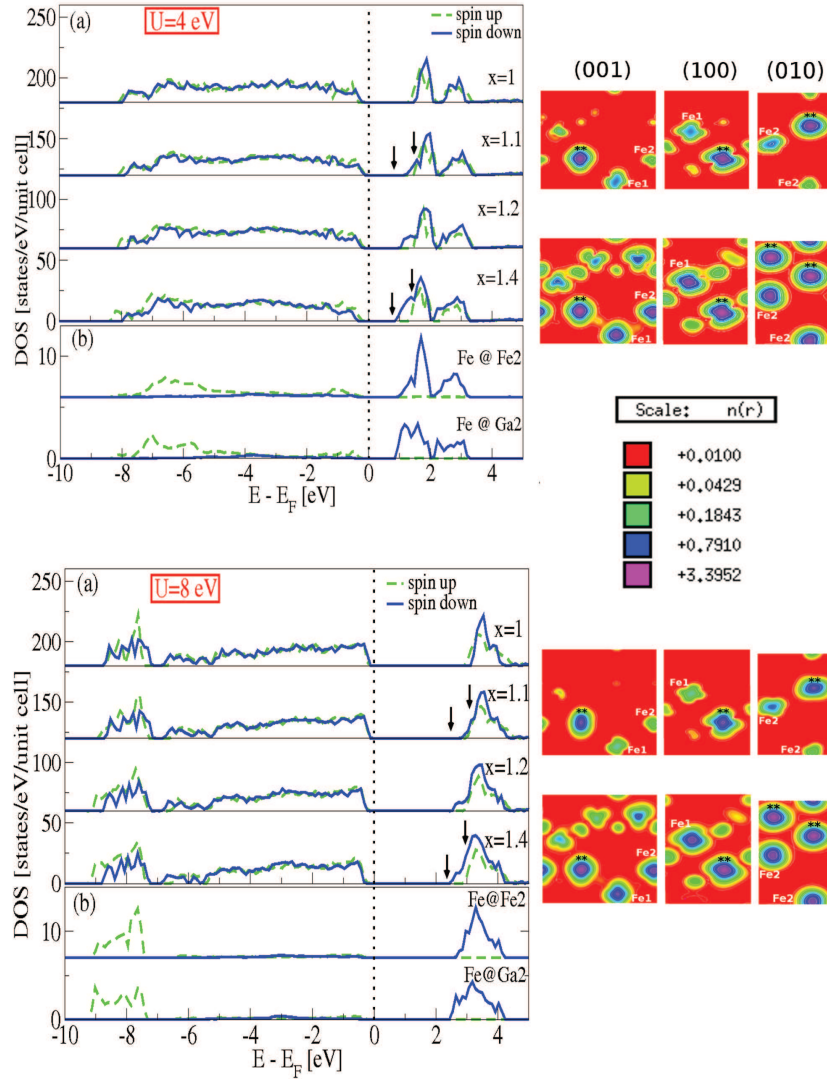 (a)
U=4 eV
spin up
spin down
250
200
150
100
50
0
x=1
x=1.1
x=1.2
x=1.4
DOS [states/eV/unit cell]
(b)
10
0
Fe @ Fe2
Fe @ Ga2
-10 -8 -6 -4 -2 0 2 4
E - E_F [eV]
(001) (100) (010)
**
Fe2
Fe1
Fe1
**
**
Fe2
Fe2
**
Fe2
Fe1
Fe1
**
**
**
Fe2
Scale: n(r)
+0.0100
+0.0429
+0.1843
+0.7910
+3.3952
(a)
U=8 eV
spin up
spin down
250
200
150
100
50
0
x=1
x=1.1
x=1.2
x=1.4
DOS [states/eV/unit cell]
(b)
10
0
Fe@Fe2
Fe@Ga2
-10 -8 -6 -4 -2 0 2 4
E - E_F [eV]
**
Fe2
Fe1
Fe1
**
**
Fe2
Fe2
**
Fe2
Fe1
Fe1
**
**
**
Fe2